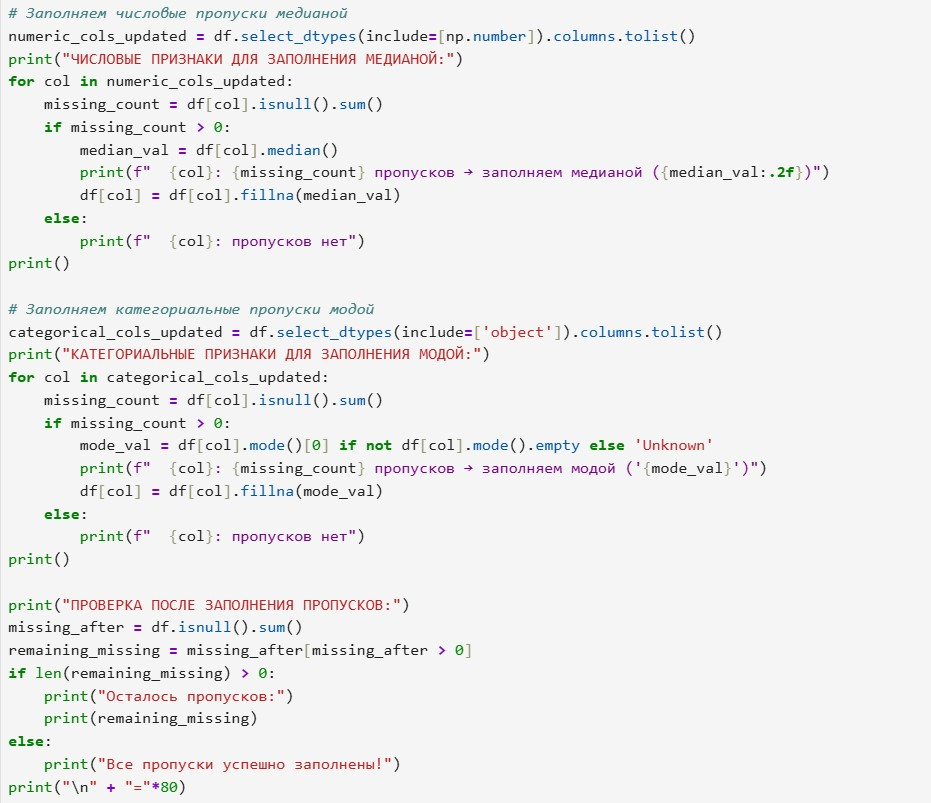 # Заполняем числовые пропуски медианой
numeric_cols_updated = df.select_dtypes(include=[np.number]).columns.tolist()
print("ЧИСЛОВЫЕ ПРИЗНАКИ ДЛЯ ЗАПОЛНЕНИЯ МЕДИАНОЙ:")
for col in numeric_cols_updated:
    missing_count = df[col].isnull().sum()
    if missing_count > 0:
        median_val = df[col].median()
        print(f"  {col}: {missing_count} пропусков → заполняем медианой ({median_val:.2f})")
        df[col] = df[col].fillna(median_val)
    else:
        print(f"  {col}: пропусков нет")
print()

# Заполняем категориальные пропуски модой
categorical_cols_updated = df.select_dtypes(include=['object']).columns.tolist()
print("КАТЕГОРИАЛЬНЫЕ ПРИЗНАКИ ДЛЯ ЗАПОЛНЕНИЯ МОДОЙ:")
for col in categorical_cols_updated:
    missing_count = df[col].isnull().sum()
    if missing_count > 0:
        mode_val = df[col].mode()[0] if not df[col].mode().empty else 'Unknown'
        print(f"  {col}: {missing_count} пропусков → заполняем модой ('{mode_val}')")
        df[col] = df[col].fillna(mode_val)
    else:
        print(f"  {col}: пропусков нет")
print()

print("ПРОВЕРКА ПОСЛЕ ЗАПОЛНЕНИЯ ПРОПУСКОВ:")
missing_after = df.isnull().sum()
remaining_missing = missing_after[missing_after > 0]
if len(remaining_missing) > 0:
    print("Осталось пропусков:")
    print(remaining_missing)
else:
    print("Все пропуски успешно заполнены!")
print("\n" + "="*80)